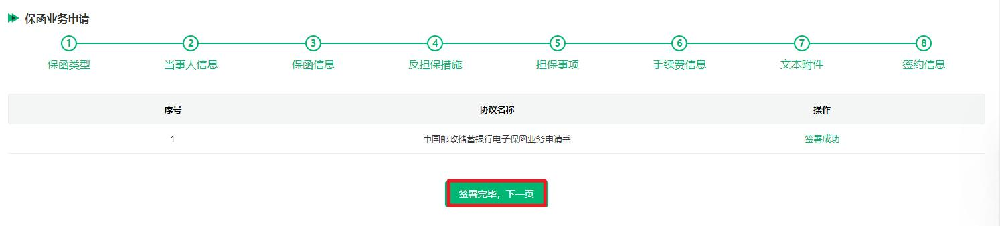 保函业务申请
1 2 3 4 5 6 7 8
保函类型 当事人信息 保函信息 反担保措施 担保事项 手续费信息 文本附件 签约信息
序号 协议名称 操作
1 中国邮政储蓄银行电子保函业务申请书 签署成功
签署完毕，下一页